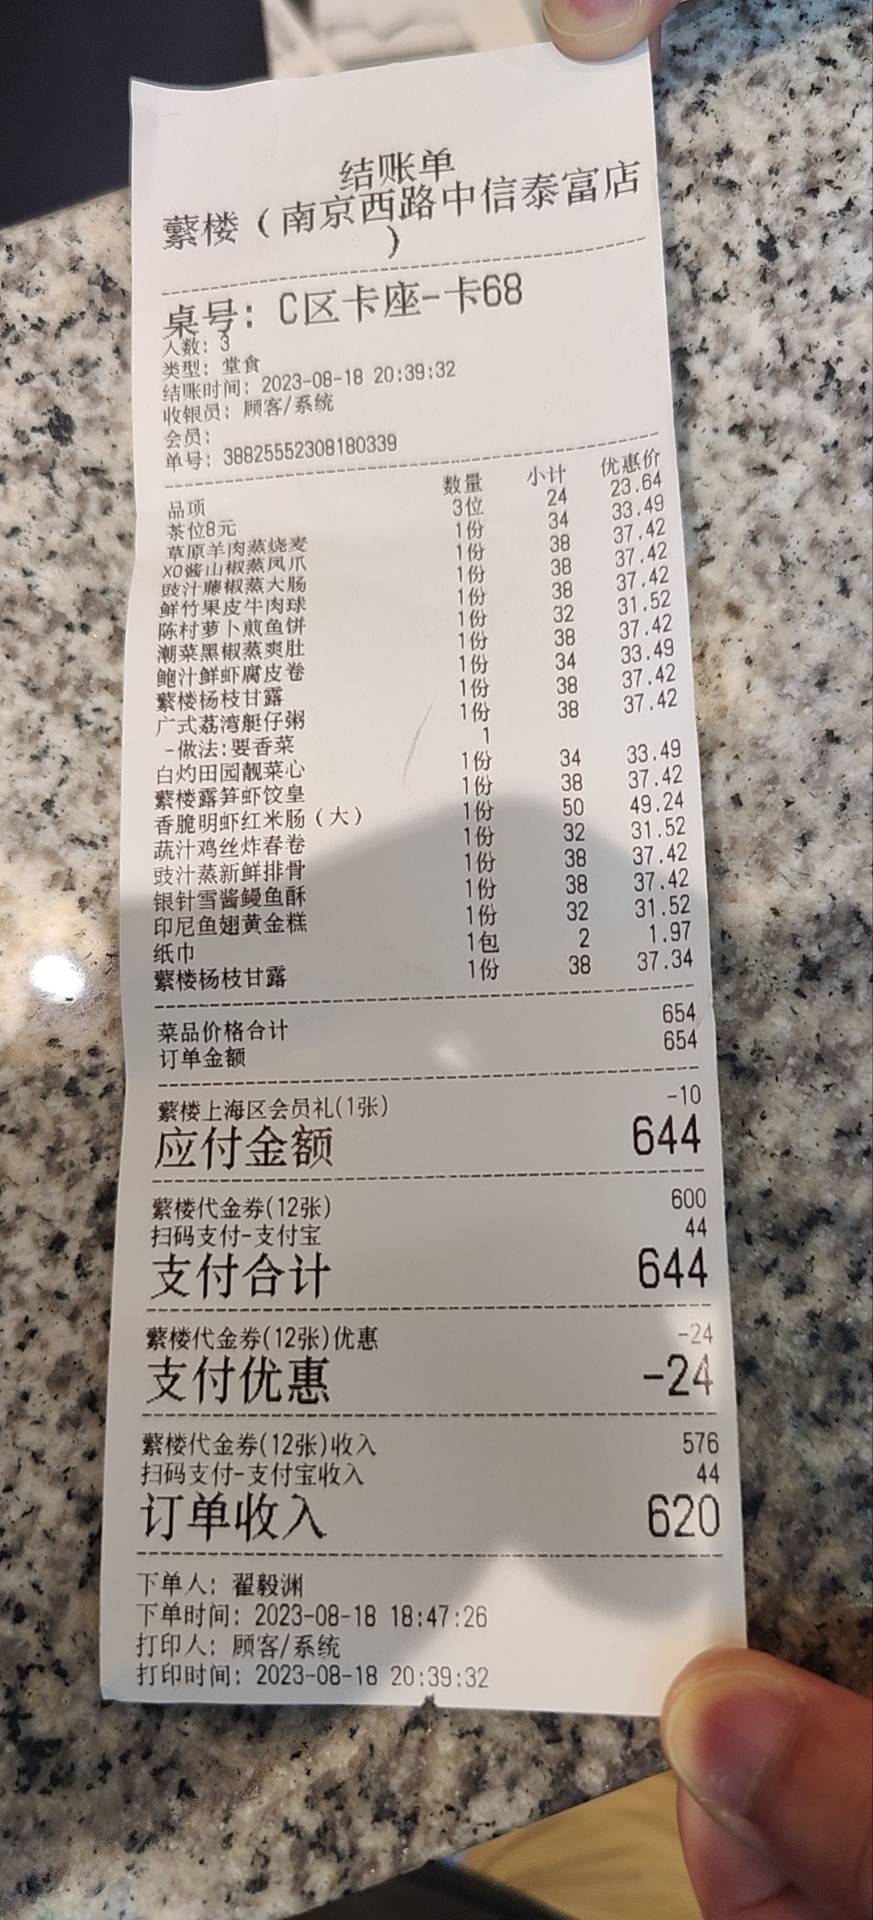 结账单
蘩楼（南京西路中信泰富店
）
桌号: C区卡座-卡68
人数: 3
类型: 堂食
结账时间: 2023-08-18 20:39:32
收银员: 顾客/系统
会员:
单号: 38825552308180339
品项 数量 小计 优惠价
茶位8元 3位 24 23.64
草原羊肉蒸烧麦 1份 34 33.49
XO酱山椒蒸凤爪 1份 38 37.42
豉汁藤椒蒸大肠 1份 38 37.42
鲜竹果皮牛肉球 1份 38 37.42
陈村萝卜煎鱼饼 1份 32 31.52
潮菜黑椒蒸爽肚 1份 38 37.42
鲍汁鲜虾腐皮卷 1份 34 33.49
蘩楼杨枝甘露 1份 38 37.42
广式荔湾艇仔粥 1份 38 37.42
-做法:要香菜 1
白灼田园靓菜心 1份 34 33.49
蘩楼露笋虾饺皇 1份 38 37.42
香脆明虾红米肠（大） 1份 50 49.24
蔬汁鸡丝炸春卷 1份 32 31.52
豉汁蒸新鲜排骨 1份 38 37.42
银针雪酱鳗鱼酥 1份 38 37.42
印尼鱼翅黄金糕 1份 32 31.52
纸巾 1包 2 1.97
蘩楼杨枝甘露 1份 38 37.34
菜品价格合计 654
订单金额 654
蘩楼上海区会员礼(1张) -10
应付金额 644
蘩楼代金券(12张) 600
扫码支付-支付宝 44
支付合计 644
蘩楼代金券(12张)优惠 -24
支付优惠 -24
蘩楼代金券(12张)收入 576
扫码支付-支付宝收入 44
订单收入 620
下单人: 翟毅渊
下单时间: 2023-08-18 18:47:26
打印人: 顾客/系统
打印时间: 2023-08-18 20:39:32